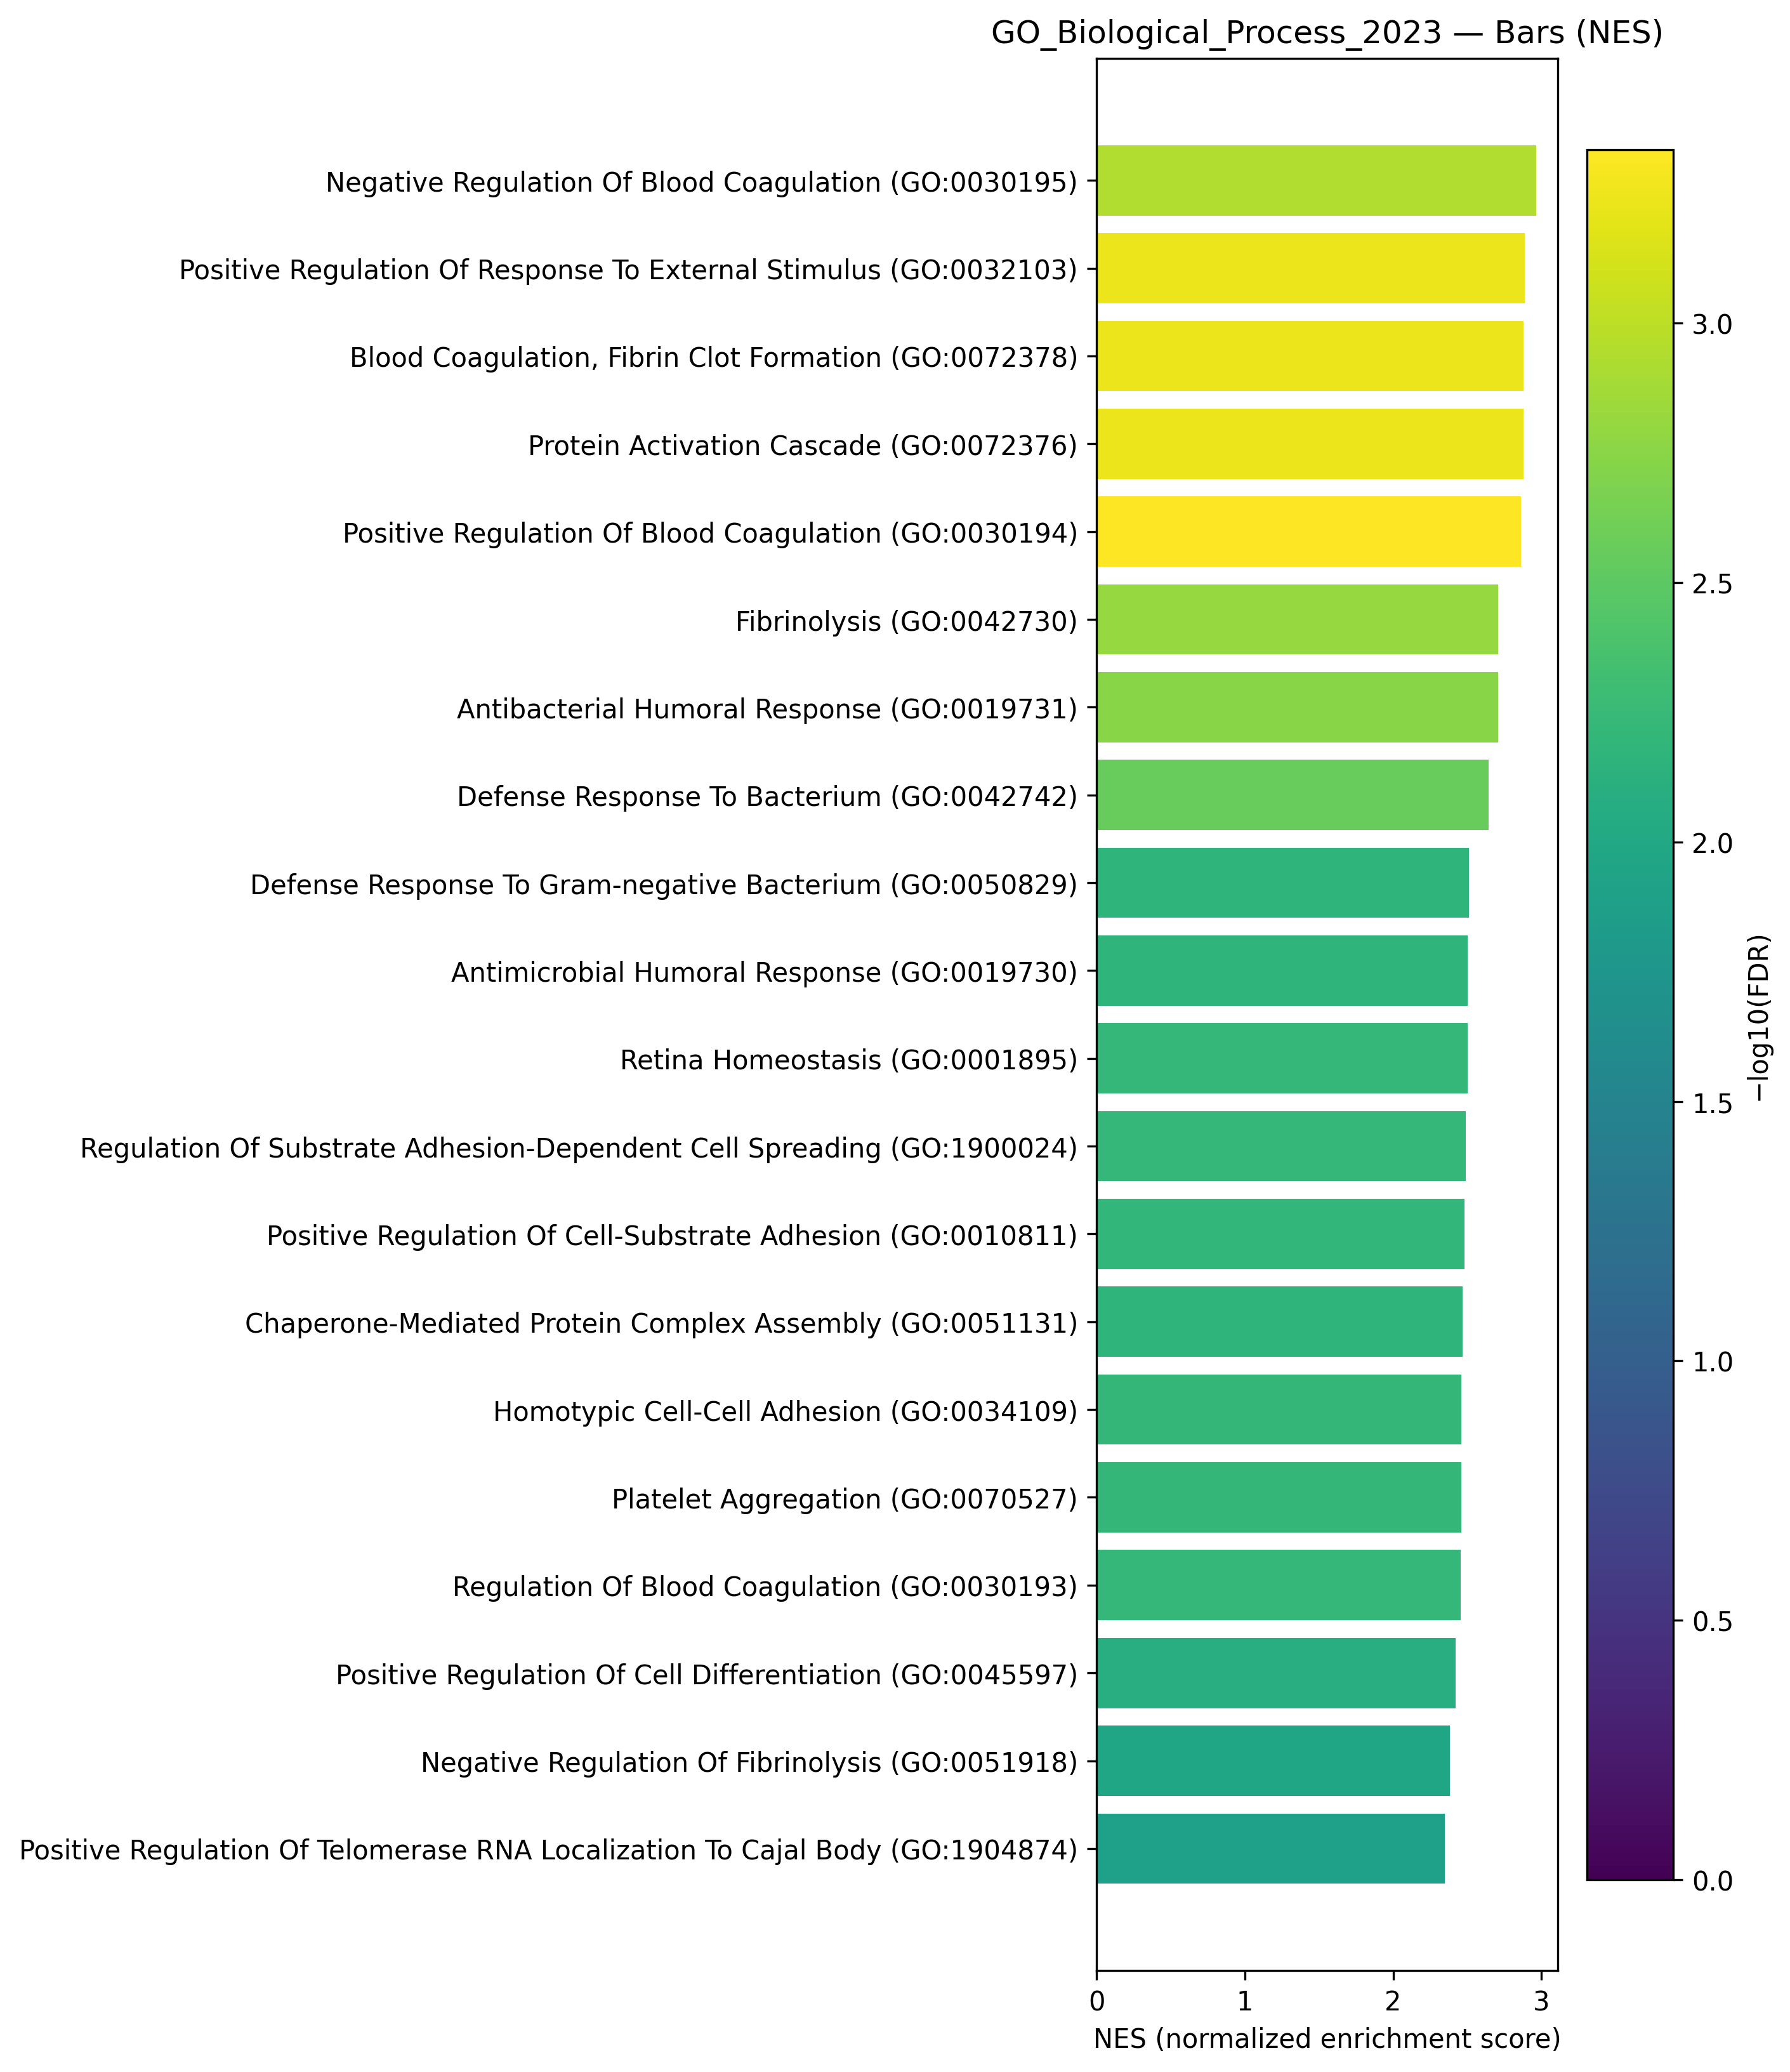 GO_Biological_Process_2023 — Bars (NES)
Negative Regulation Of Blood Coagulation (GO:0030195)
Positive Regulation Of Response To External Stimulus (GO:0032103)
Blood Coagulation, Fibrin Clot Formation (GO:0072378)
Protein Activation Cascade (GO:0072376)
Positive Regulation Of Blood Coagulation (GO:0030194)
Fibrinolysis (GO:0042730)
Antibacterial Humoral Response (GO:0019731)
Defense Response To Bacterium (GO:0042742)
Defense Response To Gram-negative Bacterium (GO:0050829)
Antimicrobial Humoral Response (GO:0019730)
Retina Homeostasis (GO:0001895)
Regulation Of Substrate Adhesion-Dependent Cell Spreading (GO:1900024)
Positive Regulation Of Cell-Substrate Adhesion (GO:0010811)
Chaperone-Mediated Protein Complex Assembly (GO:0051131)
Homotypic Cell-Cell Adhesion (GO:0034109)
Platelet Aggregation (GO:0070527)
Regulation Of Blood Coagulation (GO:0030193)
Positive Regulation Of Cell Differentiation (GO:0045597)
Negative Regulation Of Fibrinolysis (GO:0051918)
Positive Regulation Of Telomerase RNA Localization To Cajal Body (GO:1904874)
0 1 2 3
NES (normalized enrichment score)
3.0
2.5
2.0
1.5
1.0
0.5
0.0
−log10(FDR)